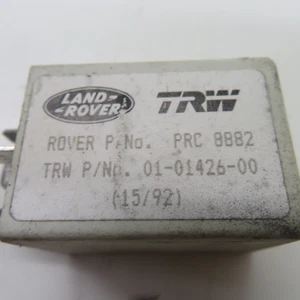 LAND-ROVER TRW
ROVER P/No. PRC 8882
TRW P/No. 01-01426-00
(15/92)